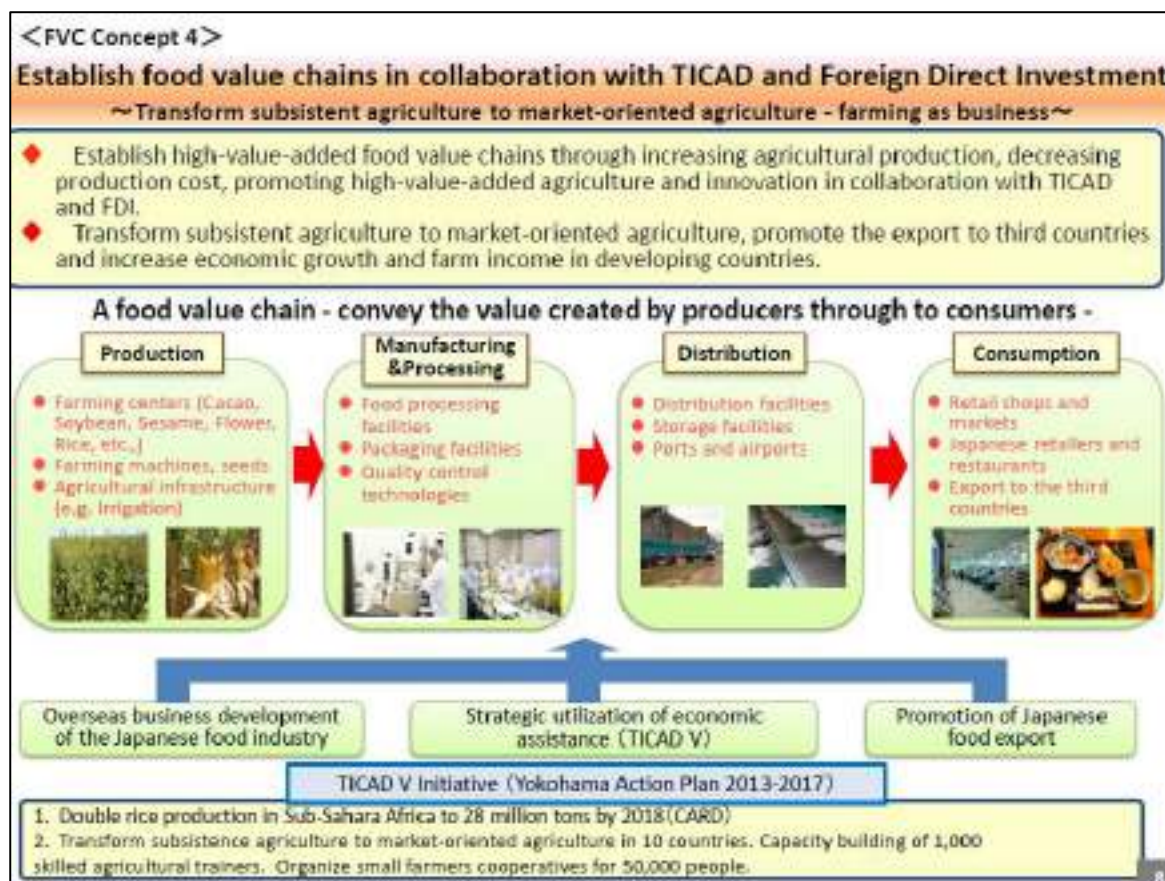 <FVC Concept 4>
Establish food value chains in collaboration with TICAD and Foreign Direct Investment
～Transform subsistent agriculture to market-oriented agriculture - farming as business～
◆ Establish high-value-added food value chains through increasing agricultural production, decreasing
production cost, promoting high-value-added agriculture and innovation in collaboration with TICAD
and FDI.
◆ Transform subsistent agriculture to market-oriented agriculture, promote the export to third countries
and increase economic growth and farm income in developing countries.
A food value chain - convey the value created by producers through to consumers -
Production
● Farming centers (Cacao,
Soybean, Sesame, Flower,
Rice, etc.,)
● Farming machines, seeds
● Agricultural infrastructure
(e.g. Irrigation)
Manufacturing
&Processing
● Food processing
facilities
● Packaging facilities
● Quality control
technologies
Distribution
● Distribution facilities
● Storage facilities
● Ports and airports
Consumption
● Retail shops and
markets
● Japanese retailers and
restaurants
● Export to the third
countries
Overseas business development
of the Japanese food industry
Strategic utilization of economic
assistance (TICAD V)
Promotion of Japanese
food export
TICAD V Initiative (Yokohama Action Plan 2013-2017)
1. Double rice production in Sub-Sahara Africa to 28 million tons by 2018(CARD)
2. Transform subsistence agriculture to market-oriented agriculture in 10 countries. Capacity building of 1,000
skilled agricultural trainers. Organize small farmers cooperatives for 50,000 people.